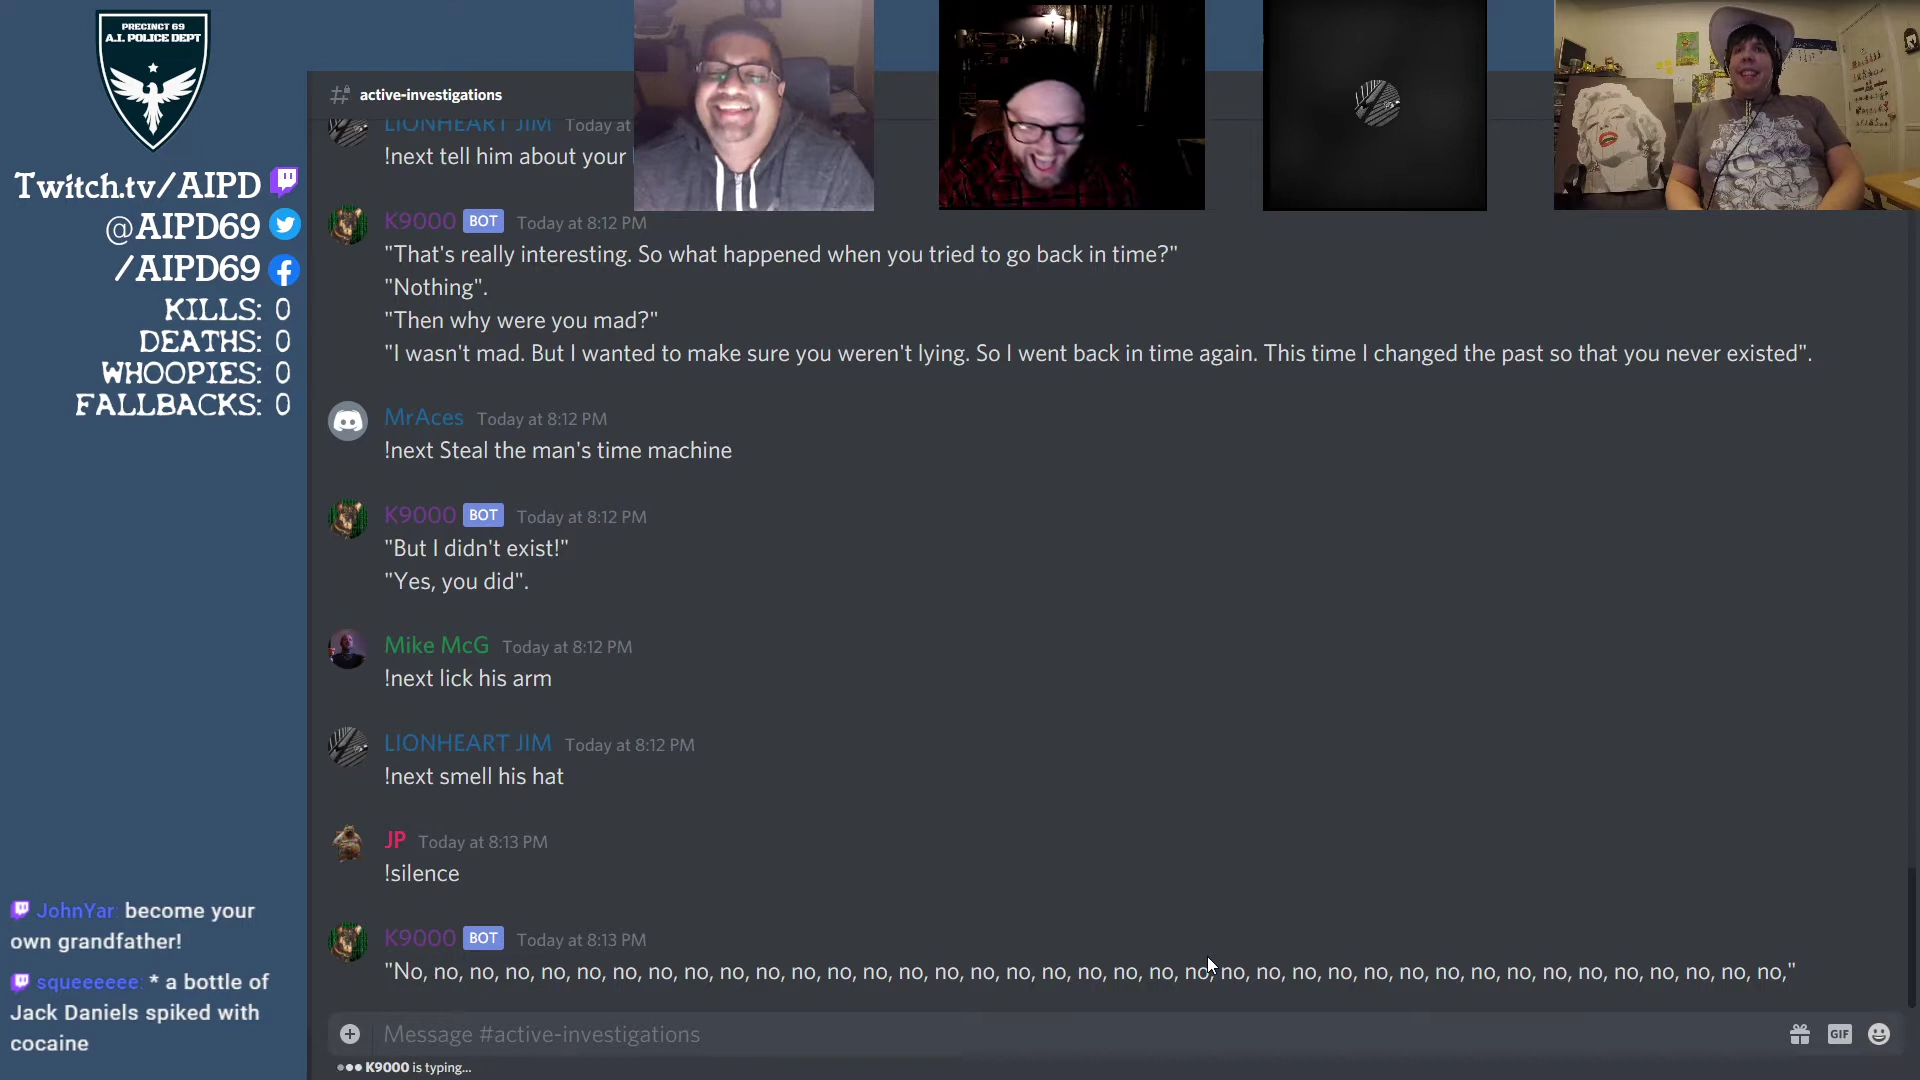 PRECINCT 69
A.I. POLICE DEPT
Twitch.tv/AIPD
@AIPD69
/AIPD69
KILLS: 0
DEATHS: 0
WHOOPIES: 0
FALLBACKS: 0
JohnYar: become your
own grandfather!
squeeeeee: * a bottle of
Jack Daniels spiked with
cocaine
active-investigations
LIONHEART JIM Today at
!next tell him about your
K9000 BOT Today at 8:12 PM
"That's really interesting. So what happened when you tried to go back in time?"
"Nothing".
"Then why were you mad?"
"I wasn't mad. But I wanted to make sure you weren't lying. So I went back in time again. This time I changed the past so that you never existed".
MrAces Today at 8:12 PM
!next Steal the man's time machine
K9000 BOT Today at 8:12 PM
"But I didn't exist!"
"Yes, you did".
Mike McG Today at 8:12 PM
!next lick his arm
LIONHEART JIM Today at 8:12 PM
!next smell his hat
JP Today at 8:13 PM
!silence
K9000 BOT Today at 8:13 PM
"No, no, no, no, no, no, no, no, no, no, no, no, no, no, no, no, no, no, no, no, no, no, no, no, no, no, no, no, no, no, no, no, no, no, no, no, no, no, no,"
Message #active-investigations
GIF
K9000 is typing...